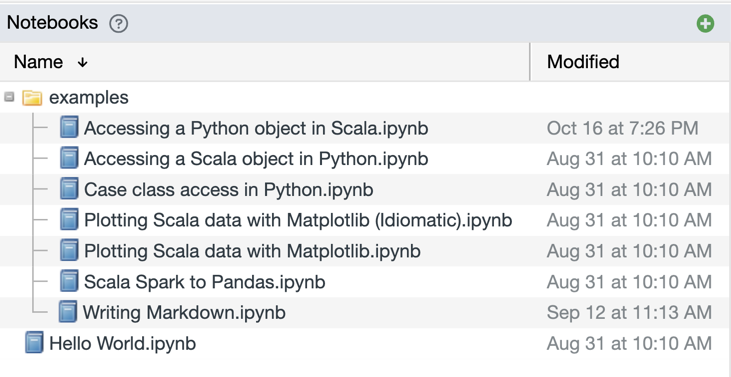 Notebooks ?
Name ↓ Modified
examples
Accessing a Python object in Scala.ipynb Oct 16 at 7:26 PM
Accessing a Scala object in Python.ipynb Aug 31 at 10:10 AM
Case class access in Python.ipynb Aug 31 at 10:10 AM
Plotting Scala data with Matplotlib (Idiomatic).ipynb Aug 31 at 10:10 AM
Plotting Scala data with Matplotlib.ipynb Aug 31 at 10:10 AM
Scala Spark to Pandas.ipynb Aug 31 at 10:10 AM
Writing Markdown.ipynb Sep 12 at 11:13 AM
Hello World.ipynb Aug 31 at 10:10 AM